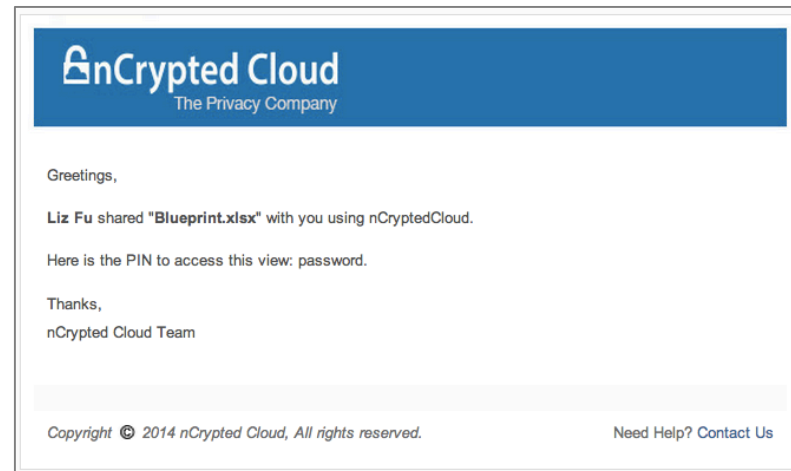 nCrypted Cloud
The Privacy Company
Greetings,
Liz Fu shared "Blueprint.xlsx" with you using nCryptedCloud.
Here is the PIN to access this view: password.
Thanks,
nCrypted Cloud Team
Copyright © 2014 nCrypted Cloud, All rights reserved. Need Help? Contact Us